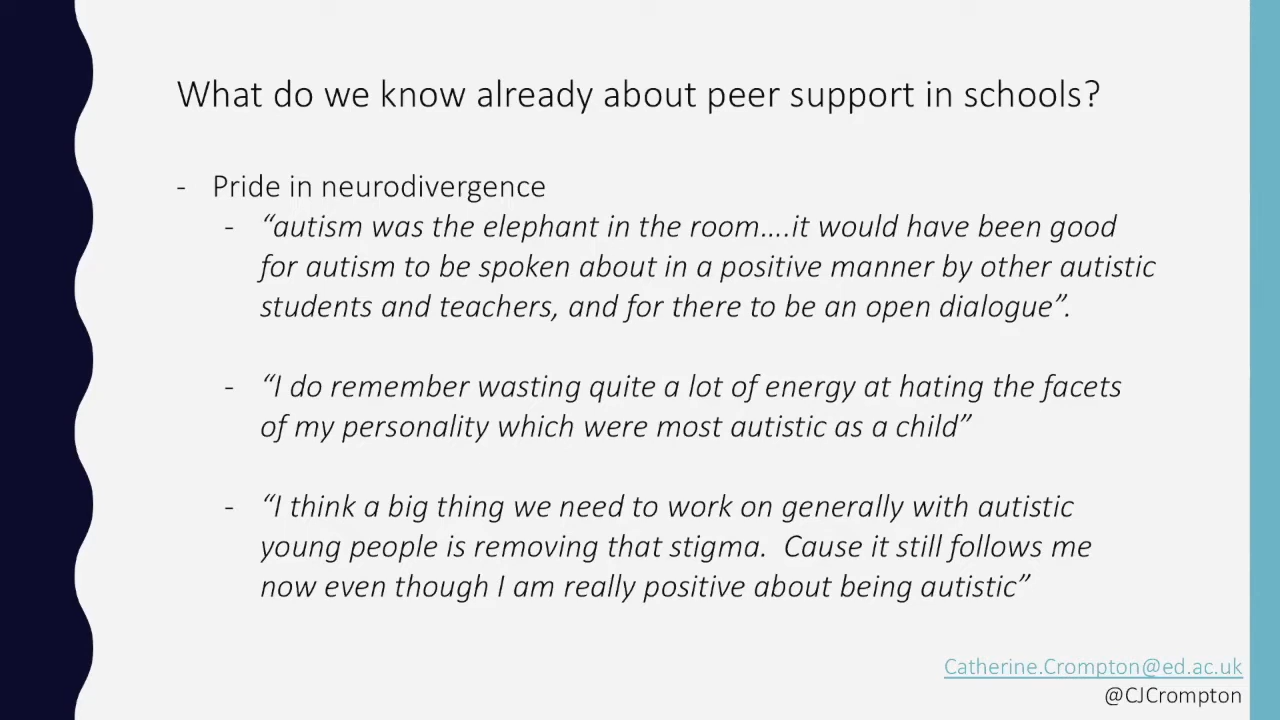 What do we know already about peer support in schools?
- Pride in neurodivergence
- “autism was the elephant in the room….it would have been good
for autism to be spoken about in a positive manner by other autistic
students and teachers, and for there to be an open dialogue”.
- “I do remember wasting quite a lot of energy at hating the facets
of my personality which were most autistic as a child”
- “I think a big thing we need to work on generally with autistic
young people is removing that stigma.  Cause it still follows me
now even though I am really positive about being autistic”
Catherine.Crompton@ed.ac.uk
@CJCrompton